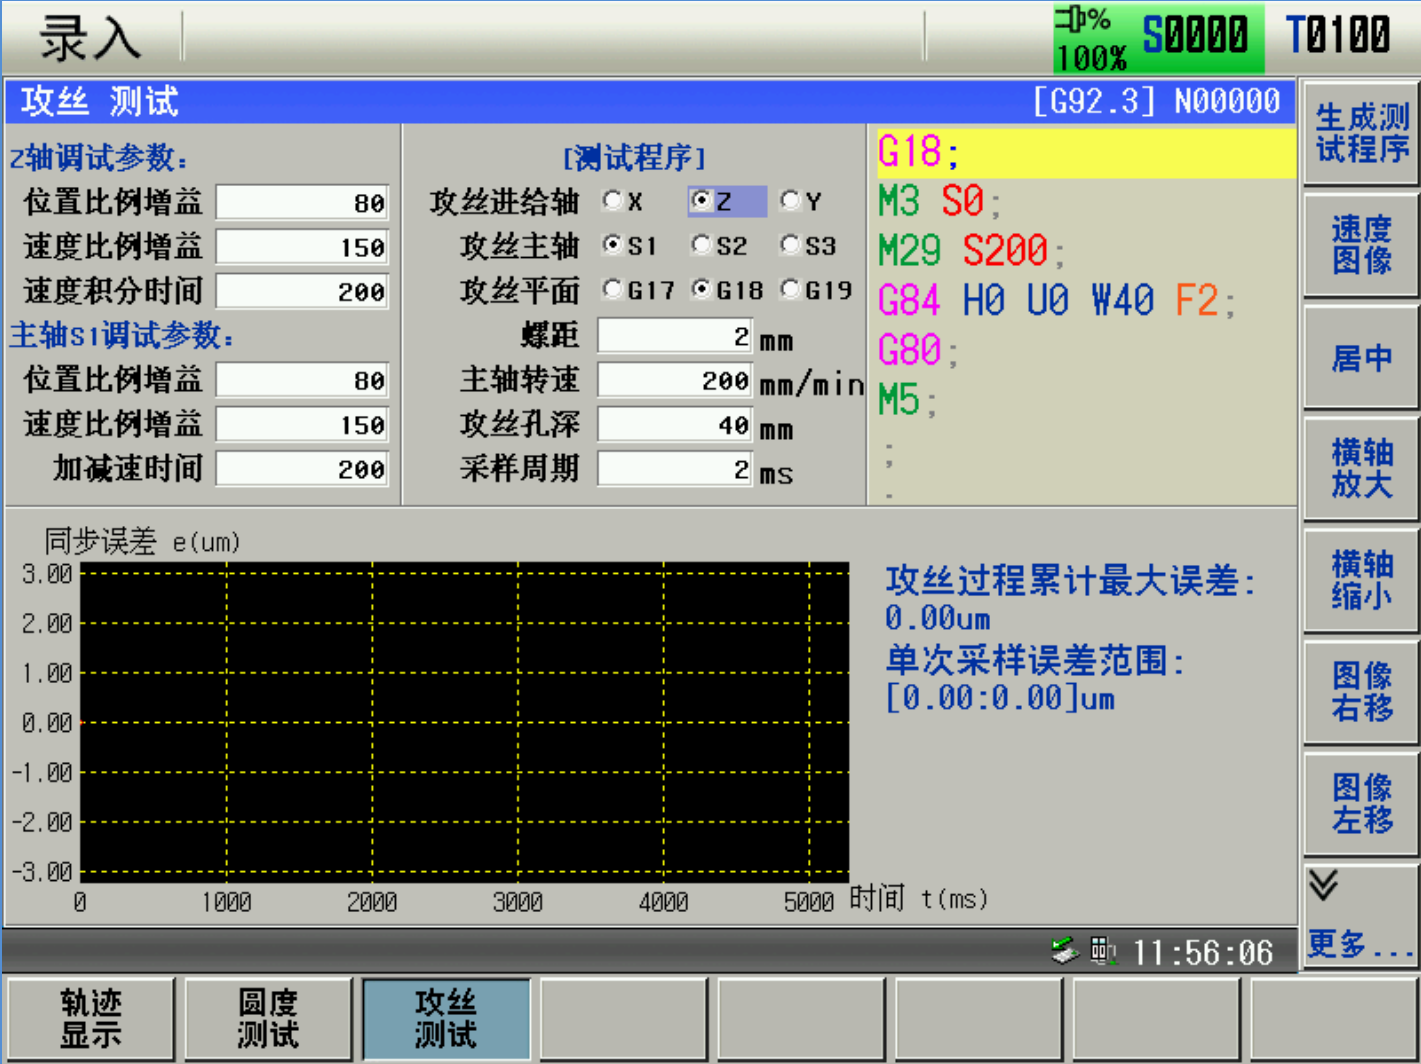 录入
%
100%
S0000
T0100
攻丝 测试
[G92.3] N00000
Z轴调试参数:
位置比例增益 80
速度比例增益 150
速度积分时间 200
主轴S1调试参数:
位置比例增益 80
速度比例增益 150
加减速时间 200
[测试程序]
攻丝进给轴 X Z Y
攻丝主轴 S1 S2 S3
攻丝平面 G17 G18 G19
螺距 2 mm
主轴转速 200 mm/min
攻丝孔深 40 mm
采样周期 2 ms
G18;
M3 S0;
M29 S200;
G84 H0 U0 W40 F2;
G80;
M5;
;
同步误差 e(um)
3.00
2.00
1.00
0.00
-1.00
-2.00
-3.00
0 1000 2000 3000 4000 5000 时间 t(ms)
攻丝过程累计最大误差:
0.00um
单次采样误差范围:
[0.00:0.00]um
生成测
试程序
速度
图像
居中
横轴
放大
横轴
缩小
图像
右移
图像
左移
更多...
11:56:06
轨迹
显示
圆度
测试
攻丝
测试